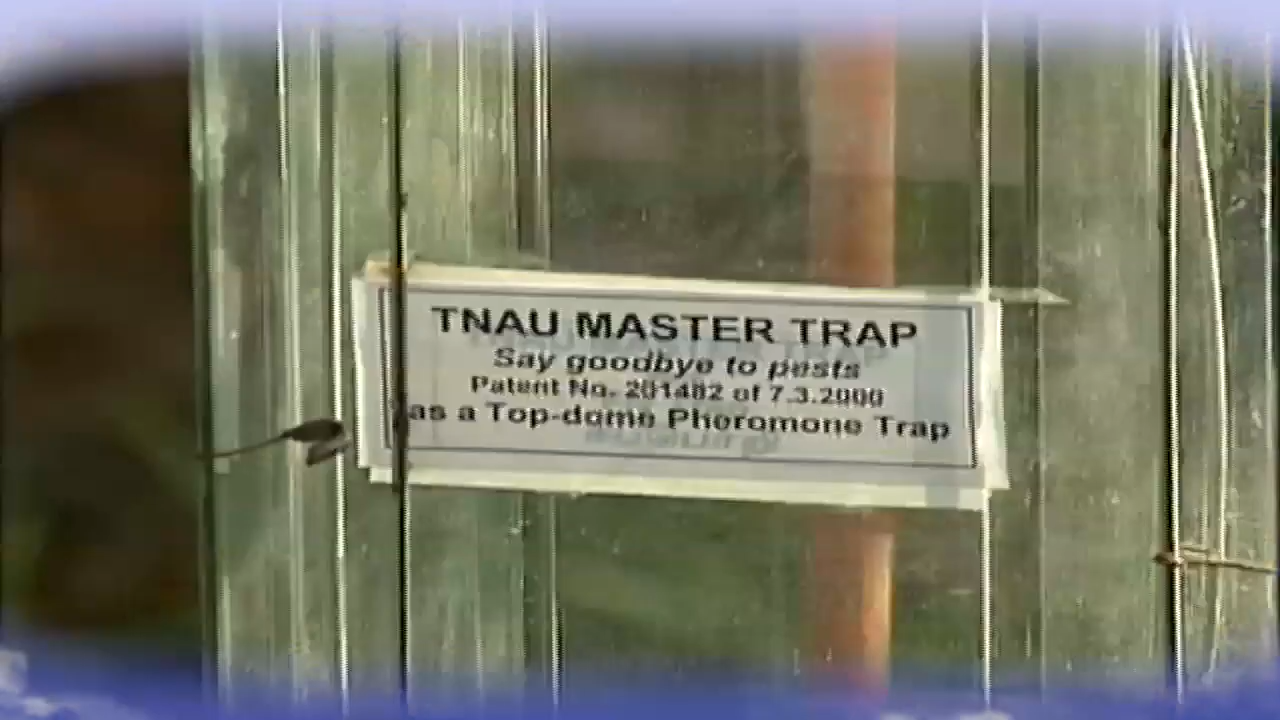 TNAU MASTER TRAP
Say goodbye to pests
Patent No. 201482 of 7.3.2000
as a Top-dome Pheromone Trap